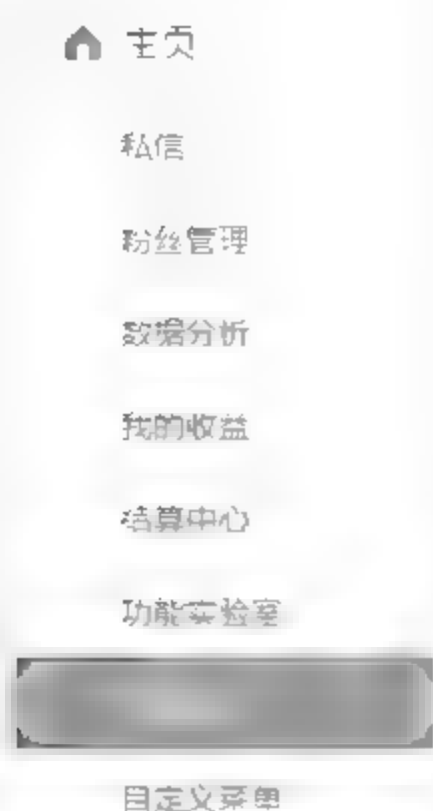 主页
私信
粉丝管理
数据分析
我的收益
结算中心
功能实验室
自定义菜单